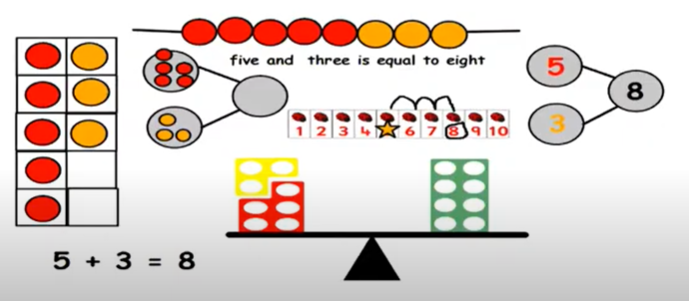 five and three is equal to eight
5
8
3
1 2 3 4 6 7 8 9 10
5 + 3 = 8